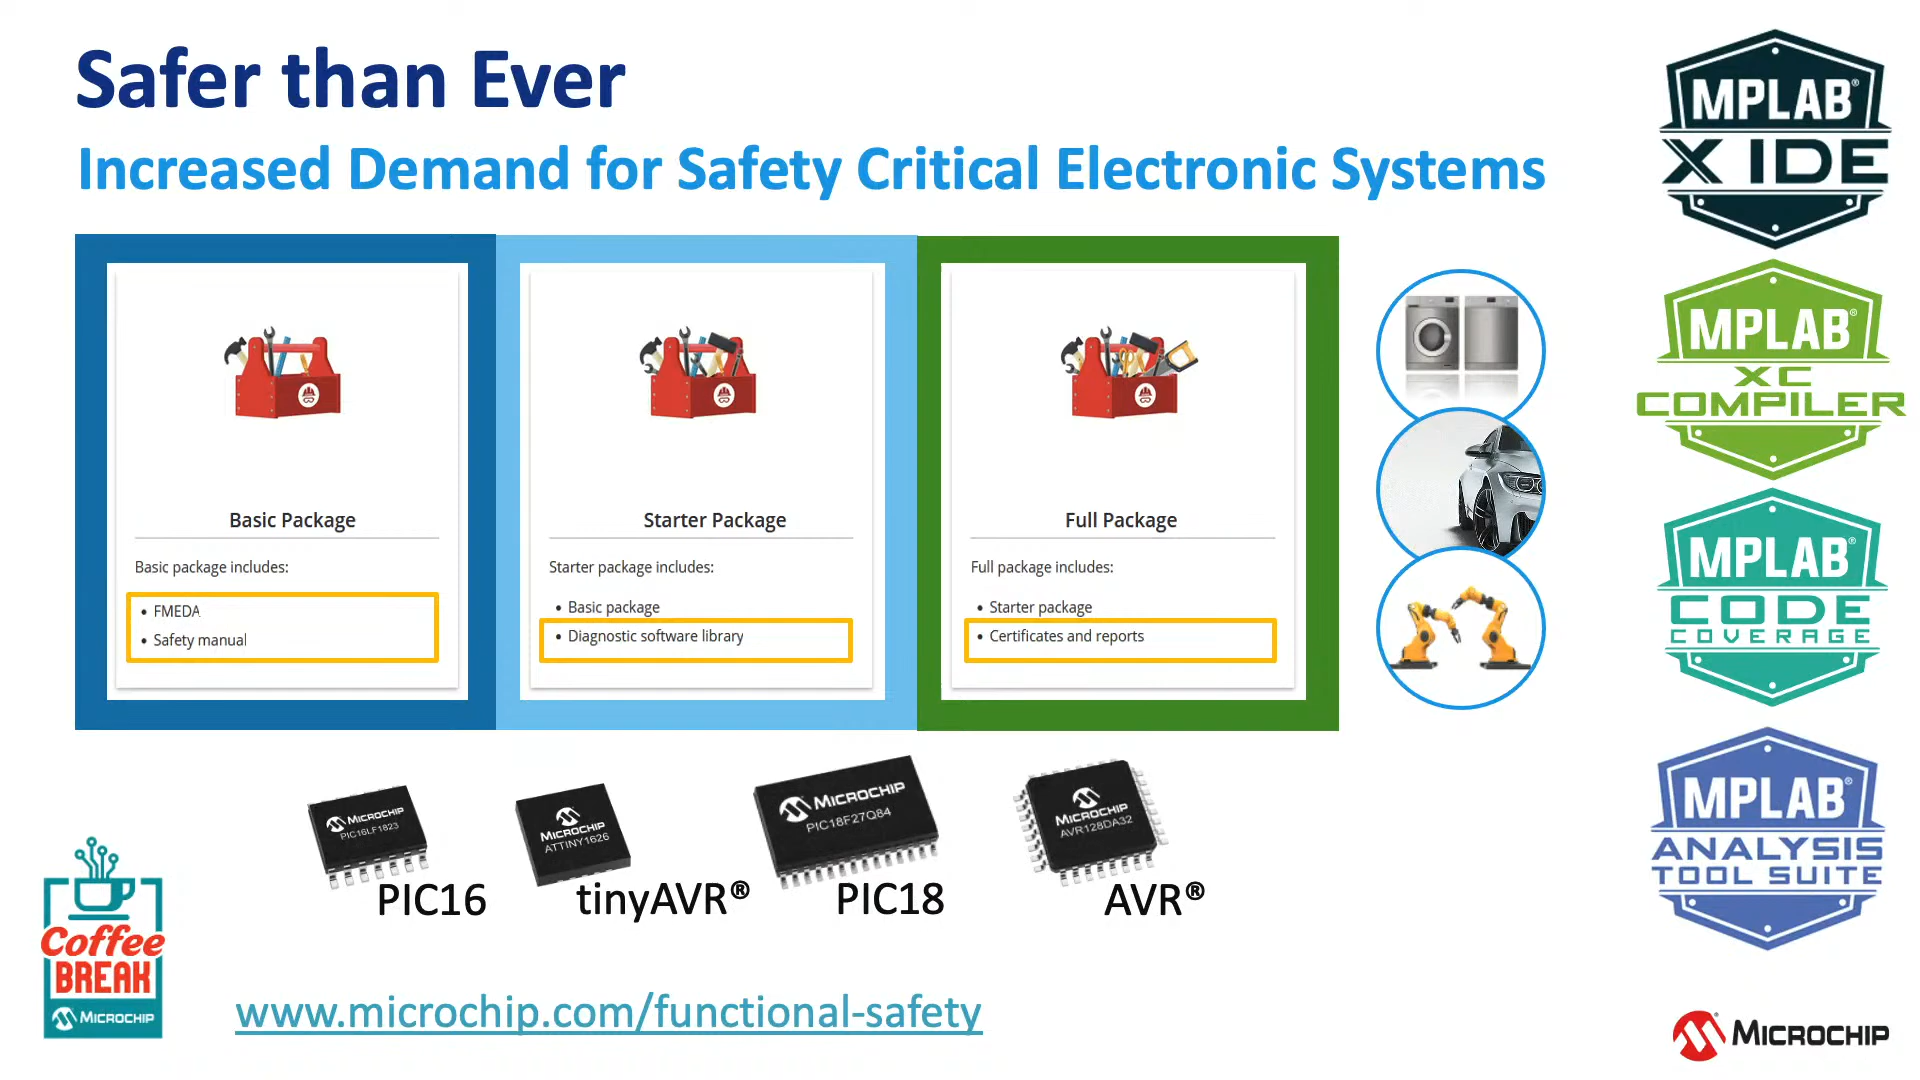 Safer than Ever
Increased Demand for Safety Critical Electronic Systems
Basic Package
Basic package includes:
• FMEDA
• Safety manual
Starter Package
Starter package includes:
• Basic package
• Diagnostic software library
Full Package
Full package includes:
• Starter package
• Certificates and reports
MPLAB®
X IDE
MPLAB®
XC
COMPILER
MPLAB®
CODE
COVERAGE
MPLAB®
ANALYSIS
TOOL SUITE
MICROCHIP
PIC16LF1823
PIC16
MICROCHIP
ATTINY1626
tinyAVR®
MICROCHIP
PIC18F27Q84
PIC18
MICROCHIP
AVR128DA32
AVR®
Coffee
BREAK
MICROCHIP
www.microchip.com/functional-safety
MICROCHIP